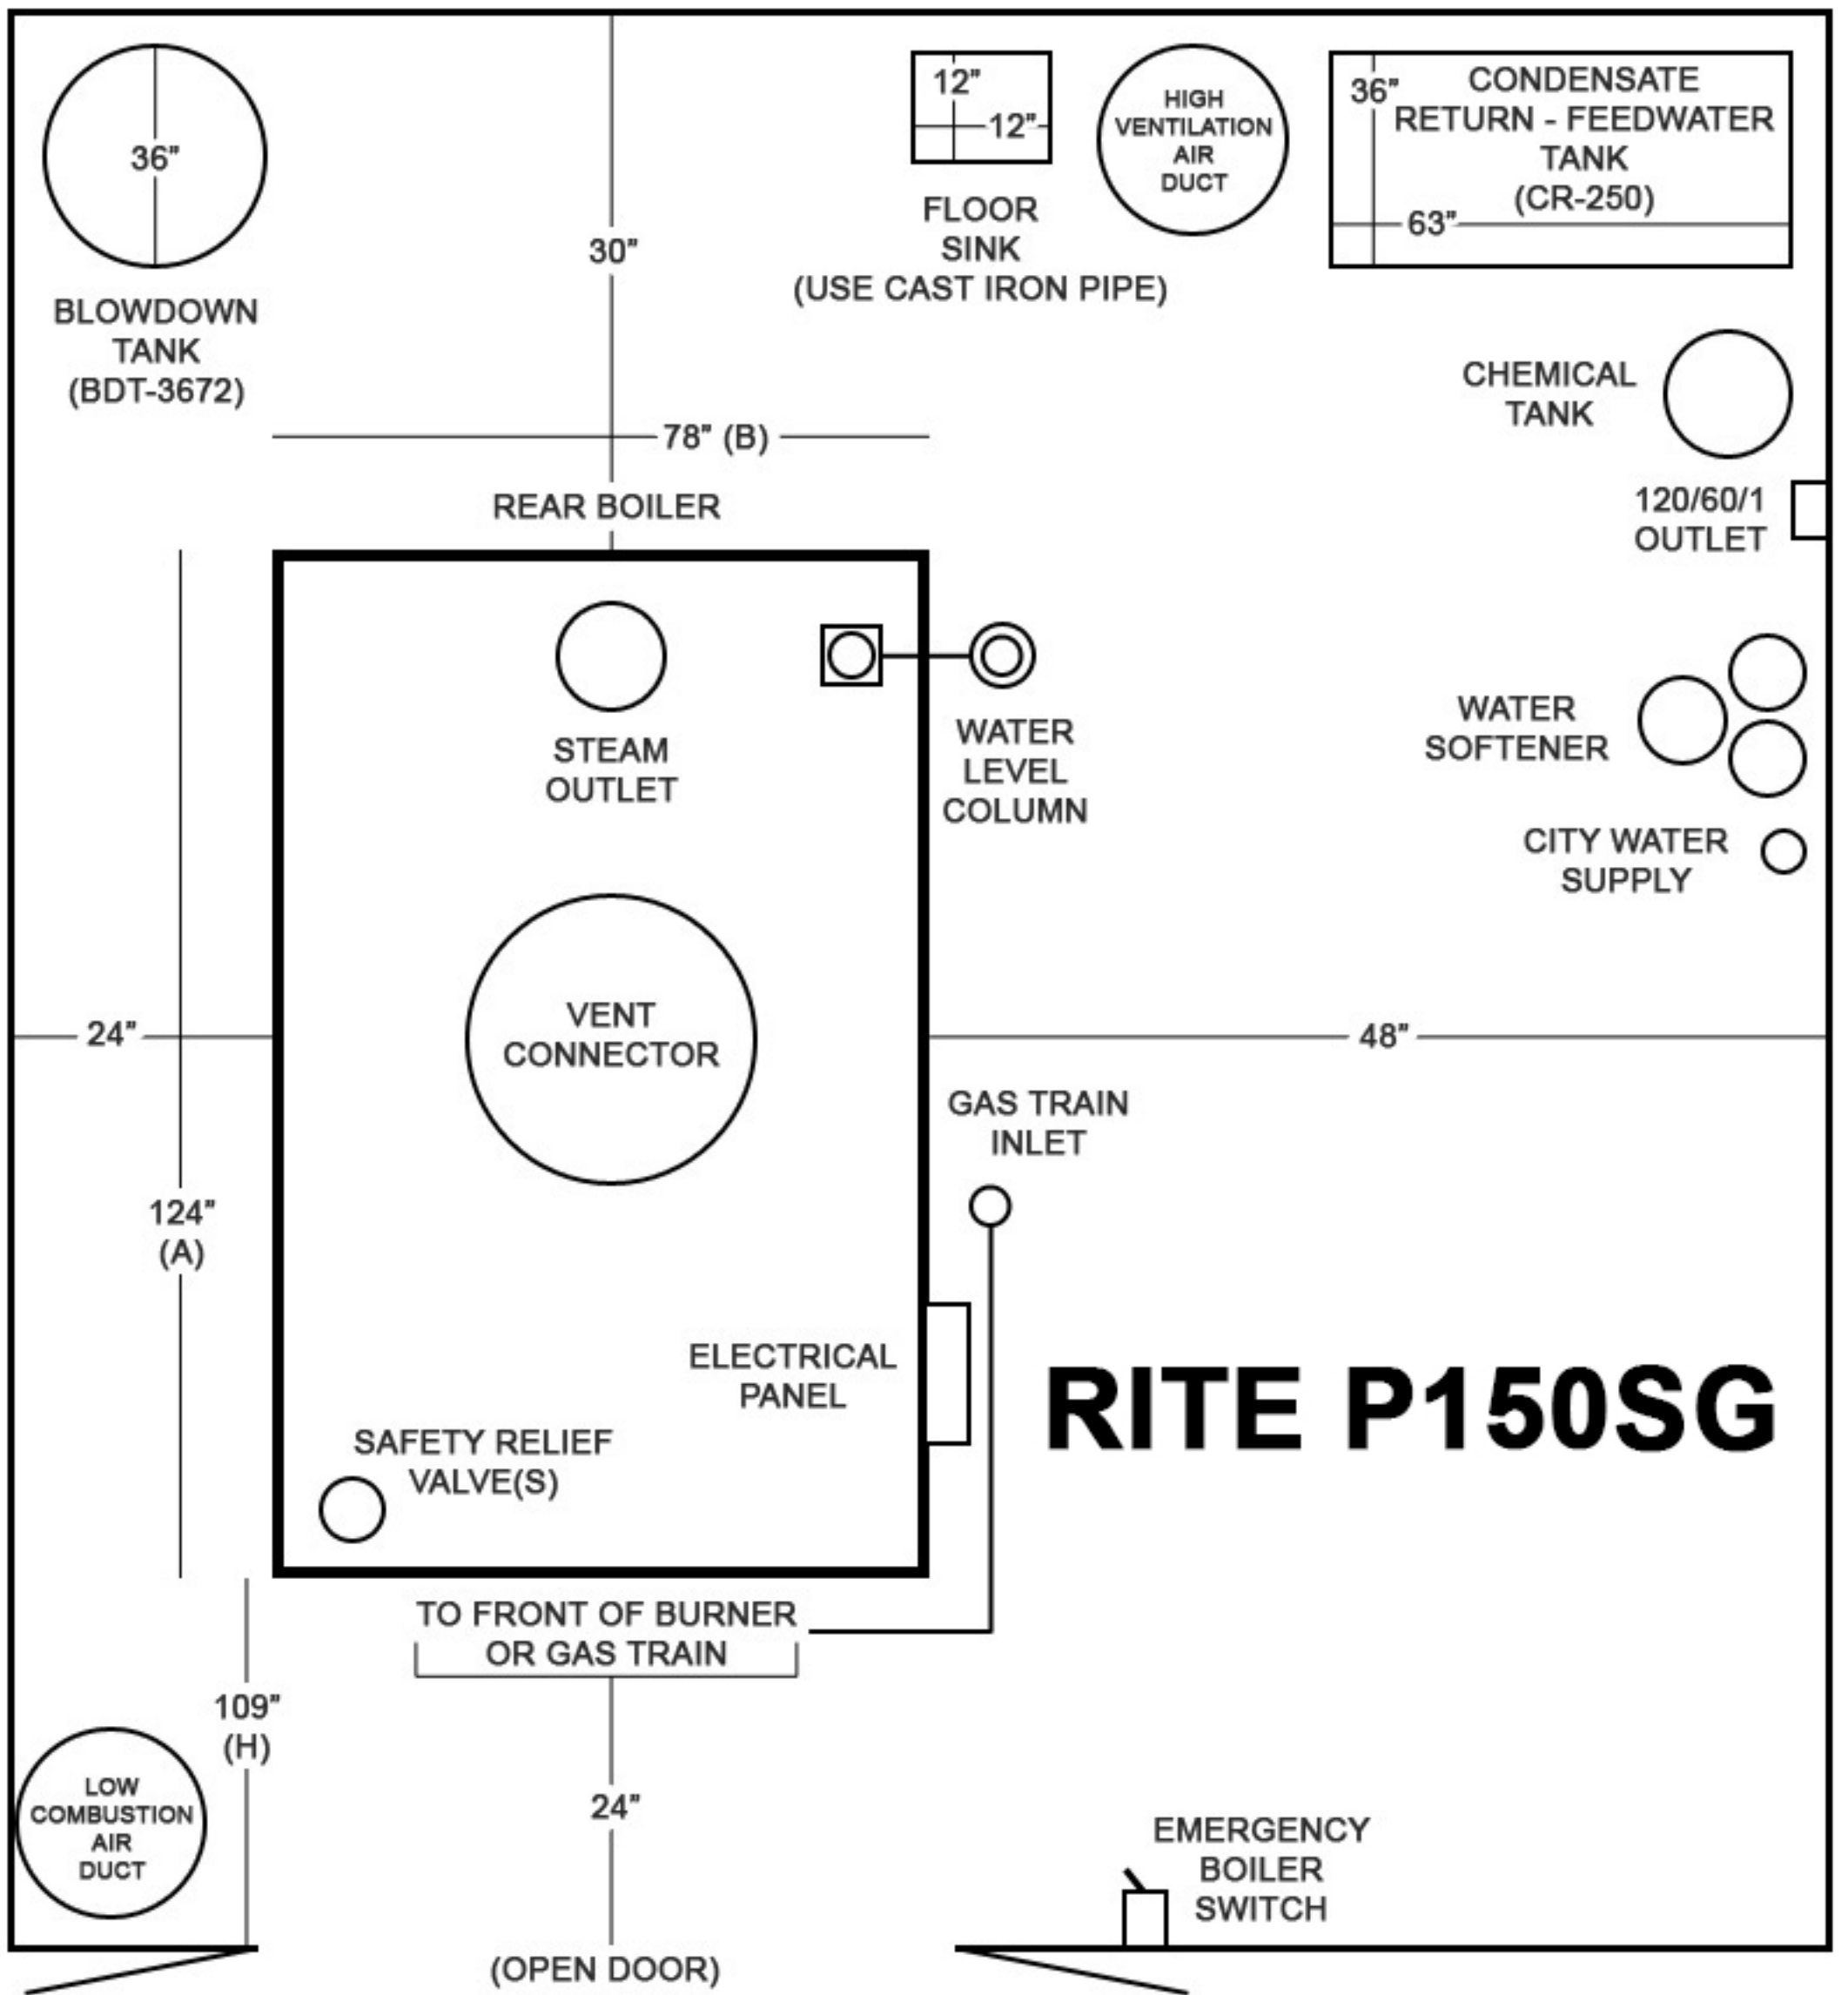 36”
BLOWDOWN
TANK
(BDT-3672)
30”
12”
12”
FLOOR
SINK
(USE CAST IRON PIPE)
HIGH
VENTILATION
AIR
DUCT
36”
CONDENSATE
RETURN - FEEDWATER
TANK
(CR-250)
63”
CHEMICAL
TANK
78” (B)
REAR BOILER
120/60/1
OUTLET
STEAM
OUTLET
WATER
LEVEL
COLUMN
WATER
SOFTENER
CITY WATER
SUPPLY
24”
VENT
CONNECTOR
48”
GAS TRAIN
INLET
124”
(A)
ELECTRICAL
PANEL
RITE P150SG
SAFETY RELIEF
VALVE(S)
TO FRONT OF BURNER
OR GAS TRAIN
109”
(H)
LOW
COMBUSTION
AIR
DUCT
24”
EMERGENCY
BOILER
SWITCH
(OPEN DOOR)